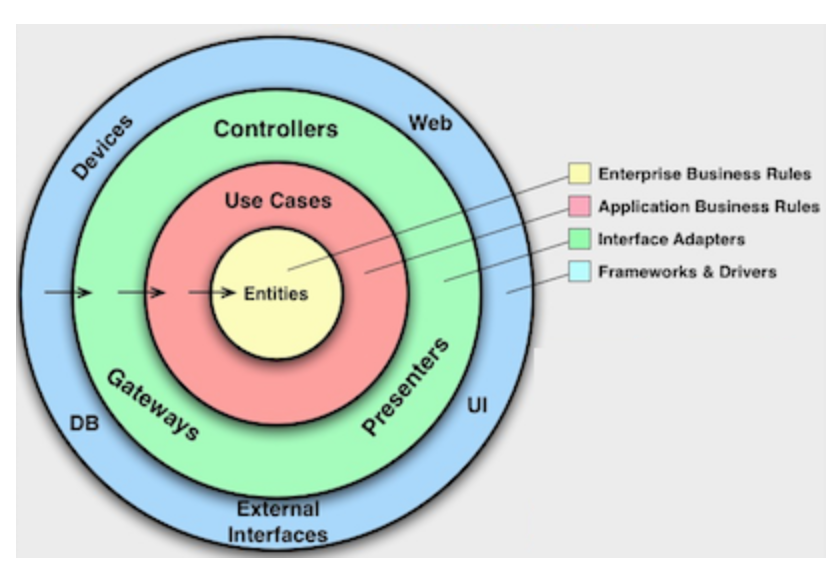 Devices
Controllers
Web
Use Cases
Entities
Gateways
Presenters
DB
UI
External
Interfaces
Enterprise Business Rules
Application Business Rules
Interface Adapters
Frameworks & Drivers